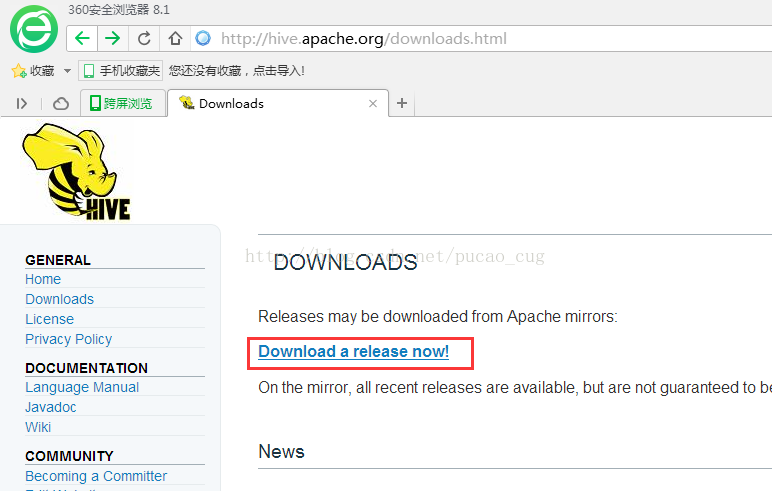 360安全浏览器 8.1
http://hive.apache.org/downloads.html
收藏 手机收藏夹 您还没有收藏，点击导入!
跨屏浏览 Downloads
HIVE
GENERAL
Home
Downloads
License
Privacy Policy
DOCUMENTATION
Language Manual
Javadoc
Wiki
COMMUNITY
Becoming a Committer
http://blog.csdn.net/pucao_cug
DOWNLOADS
Releases may be downloaded from Apache mirrors:
Download a release now!
On the mirror, all recent releases are available, but are not guaranteed to be
News